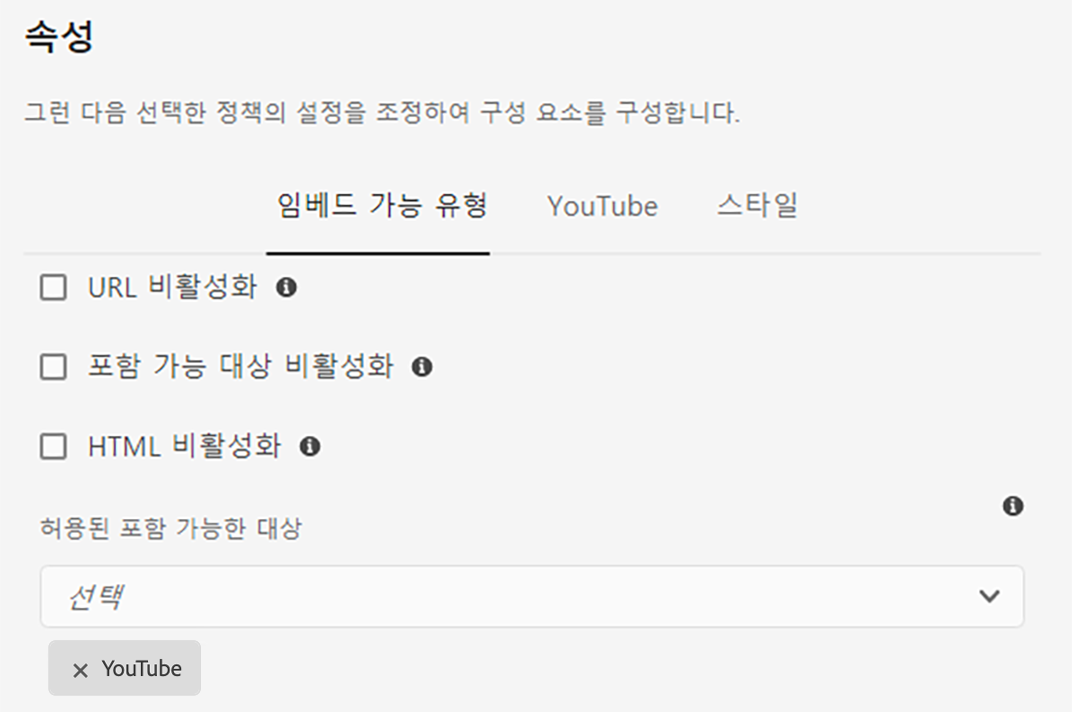 속성
그런 다음 선택한 정책의 설정을 조정하여 구성 요소를 구성합니다.
임베드 가능 유형 YouTube 스타일
URL 비활성화
포함 가능 대상 비활성화
HTML 비활성화
허용된 포함 가능한 대상
선택
YouTube